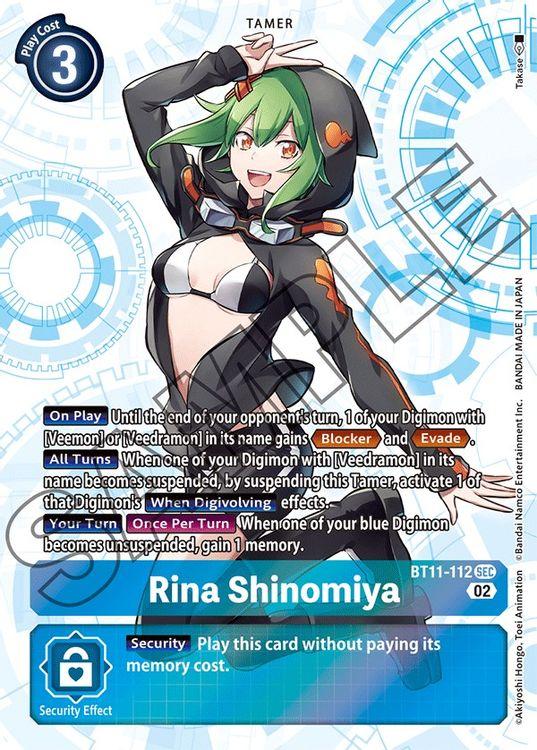 TAMER
Play Cost
3
Takase
SAMPLE
On Play Until the end of your opponent's turn, 1 of your Digimon with
[Veemon] or [Veedramon] in its name gains Blocker and Evade.
All Turns When one of your Digimon with [Veedramon] in its
name becomes suspended, by suspending this Tamer, activate 1 of
that Digimon's When Digivolving effects.
Your Turn Once Per Turn When one of your blue Digimon
becomes unsuspended, gain 1 memory.
BT11-112 SEC
Rina Shinomiya
02
Security Play this card without paying its
memory cost.
Security Effect
©Akiyoshi Hongo, Toei Animation ©Bandai Namco Entertainment Inc. BANDAI MADE IN JAPAN